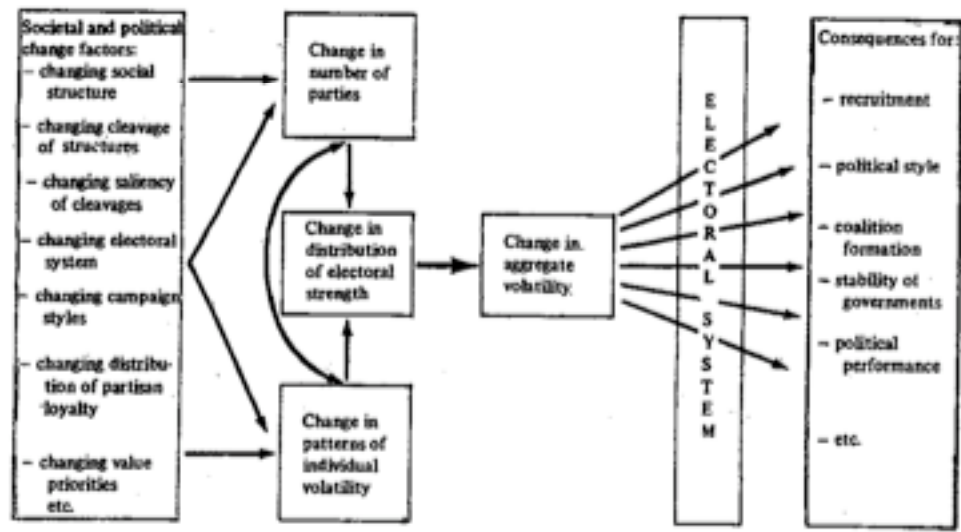 Societal and political
change factors:
– changing social
structure
– changing cleavage
of structures
– changing saliency
of cleavages
– changing electoral
system
– changing campaign
styles
– changing distribu-
tion of partisan
loyalty
– changing value
priorities
etc.
Change in
number of
parties
Change in
distribution
of electoral
strength
Change in
patterns of
individual
volatility
Change in.
aggregate
volatility
ELECTORAL SYSTEM
Consequences for:
– recruitment
– political style
– coalition
formation
– stability of
governments
– political
performance
– etc.